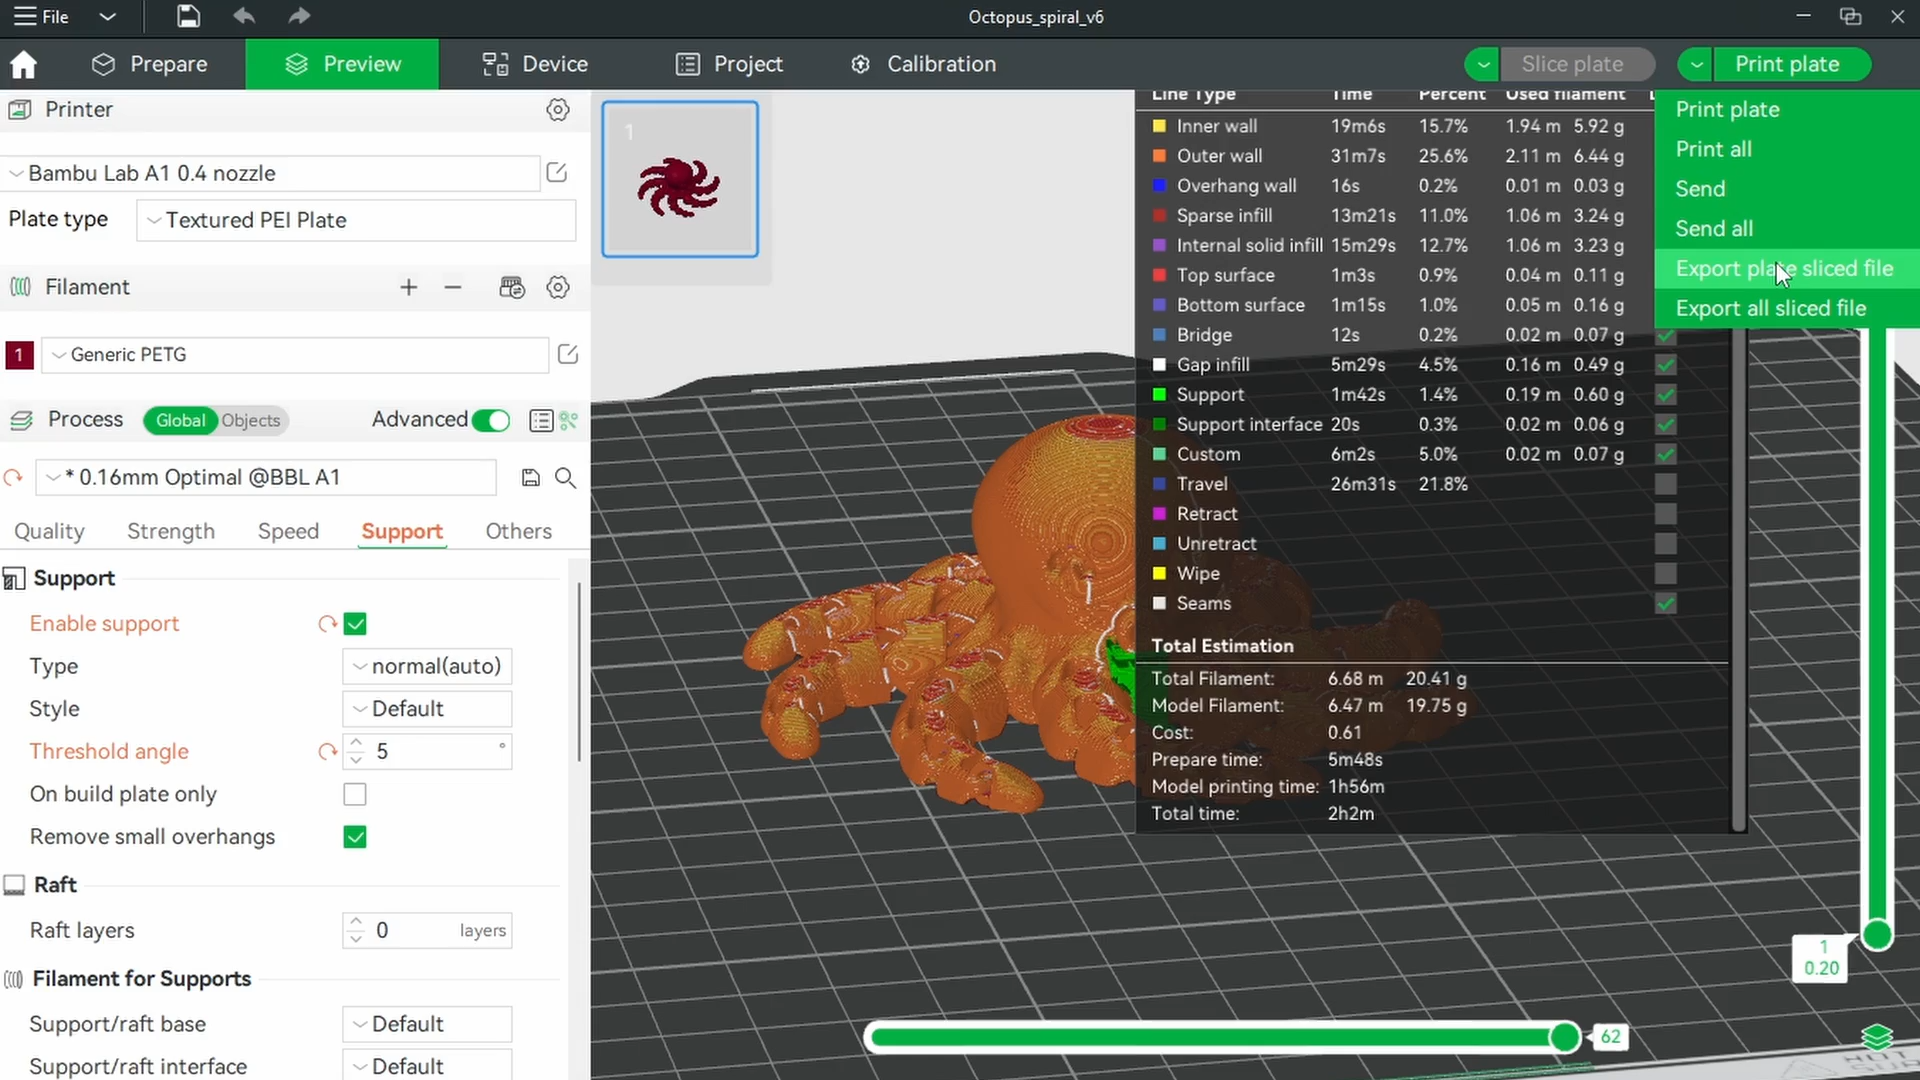 File
Octopus_spiral_v6
Prepare
Preview
Device
Project
Calibration
Slice plate
Print plate
Printer
Bambu Lab A1 0.4 nozzle
Plate type
Textured PEI Plate
Filament
1
Generic PETG
Process
Global
Objects
Advanced
* 0.16mm Optimal @BBL A1
Quality
Strength
Speed
Support
Others
Support
Enable support
Type
normal(auto)
Style
Default
Threshold angle
5
°
On build plate only
Remove small overhangs
Raft
Raft layers
0
layers
Filament for Supports
Support/raft base
Default
Support/raft interface
Default
1
Line Type Time Percent Used filament
Inner wall 19m6s 15.7% 1.94 m 5.92 g
Outer wall 31m7s 25.6% 2.11 m 6.44 g
Overhang wall 16s 0.2% 0.01 m 0.03 g
Sparse infill 13m21s 11.0% 1.06 m 3.24 g
Internal solid infill 15m29s 12.7% 1.06 m 3.23 g
Top surface 1m3s 0.9% 0.04 m 0.11 g
Bottom surface 1m15s 1.0% 0.05 m 0.16 g
Bridge 12s 0.2% 0.02 m 0.07 g
Gap infill 5m29s 4.5% 0.16 m 0.49 g
Support 1m42s 1.4% 0.19 m 0.60 g
Support interface 20s 0.3% 0.02 m 0.06 g
Custom 6m2s 5.0% 0.02 m 0.07 g
Travel 26m31s 21.8%
Retract
Unretract
Wipe
Seams
Total Estimation
Total Filament: 6.68 m 20.41 g
Model Filament: 6.47 m 19.75 g
Cost: 0.61
Prepare time: 5m48s
Model printing time: 1h56m
Total time: 2h2m
Print plate
Print all
Send
Send all
Export plate sliced file
Export all sliced file
1
0.20
62